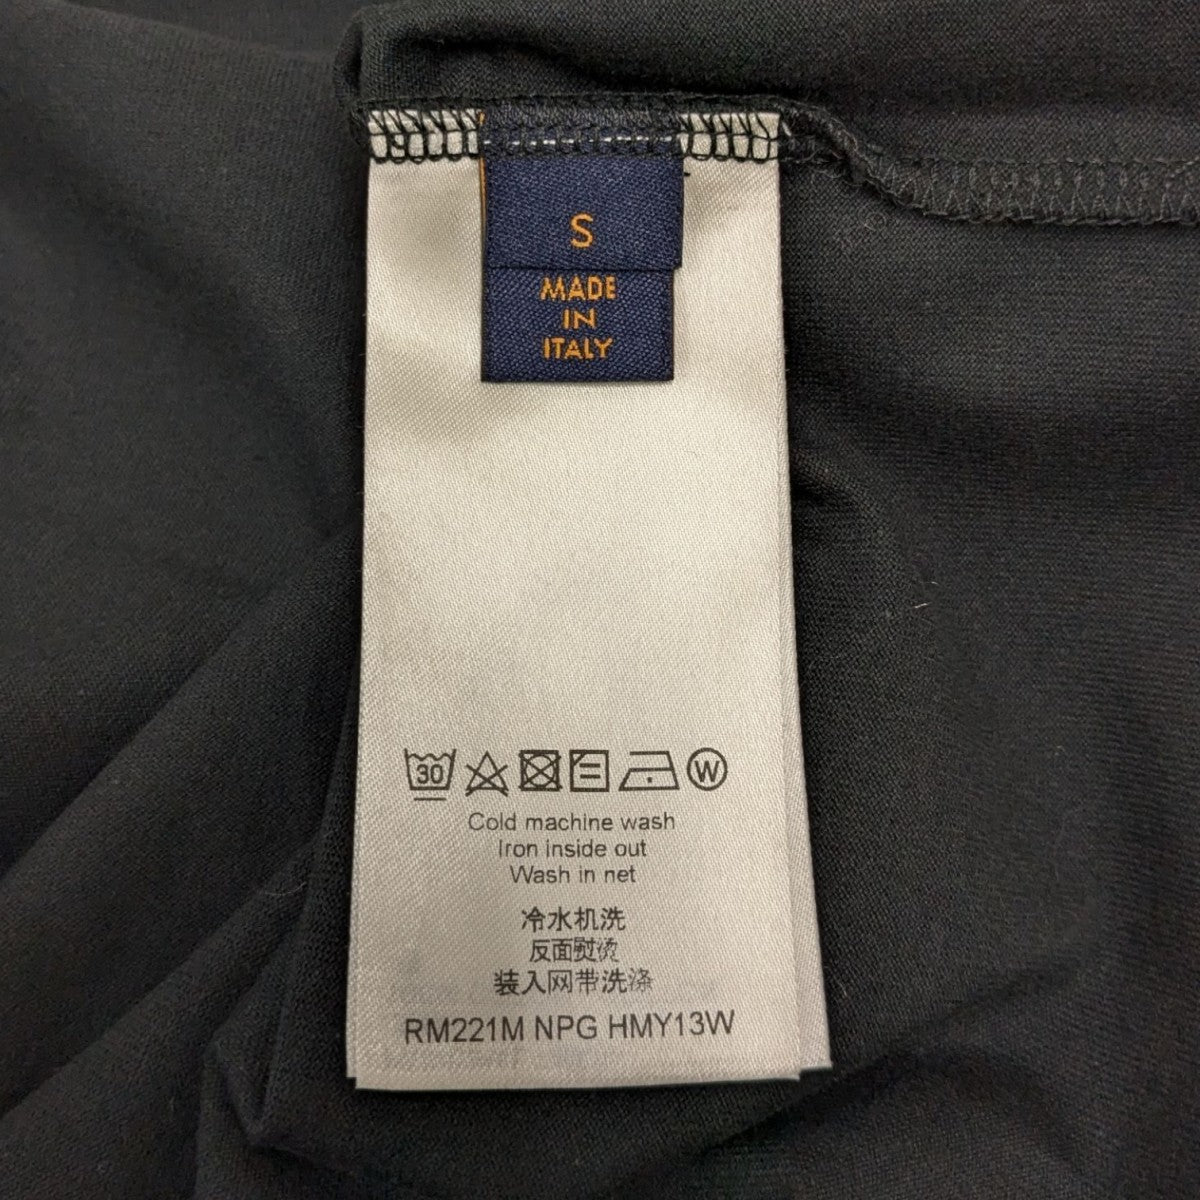 S
MADE
IN
ITALY
30 W
Cold machine wash
Iron inside out
Wash in net
冷水机洗
反面熨烫
装入网带洗涤
RM221M NPG HMY13W